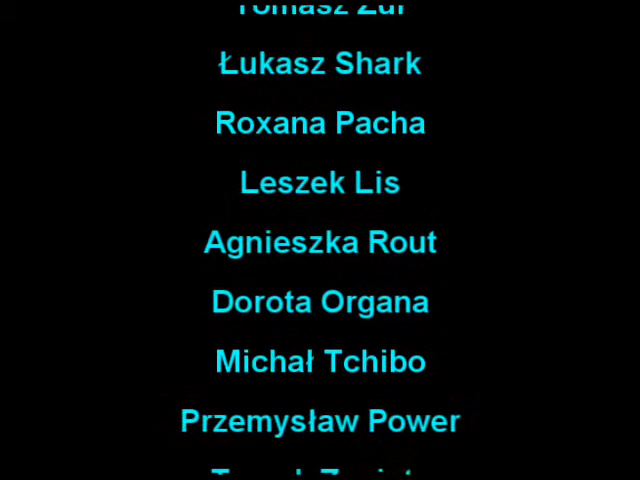 Łukasz Shark
Roxana Pacha
Leszek Lis
Agnieszka Rout
Dorota Organa
Michał Tchibo
Przemysław Power